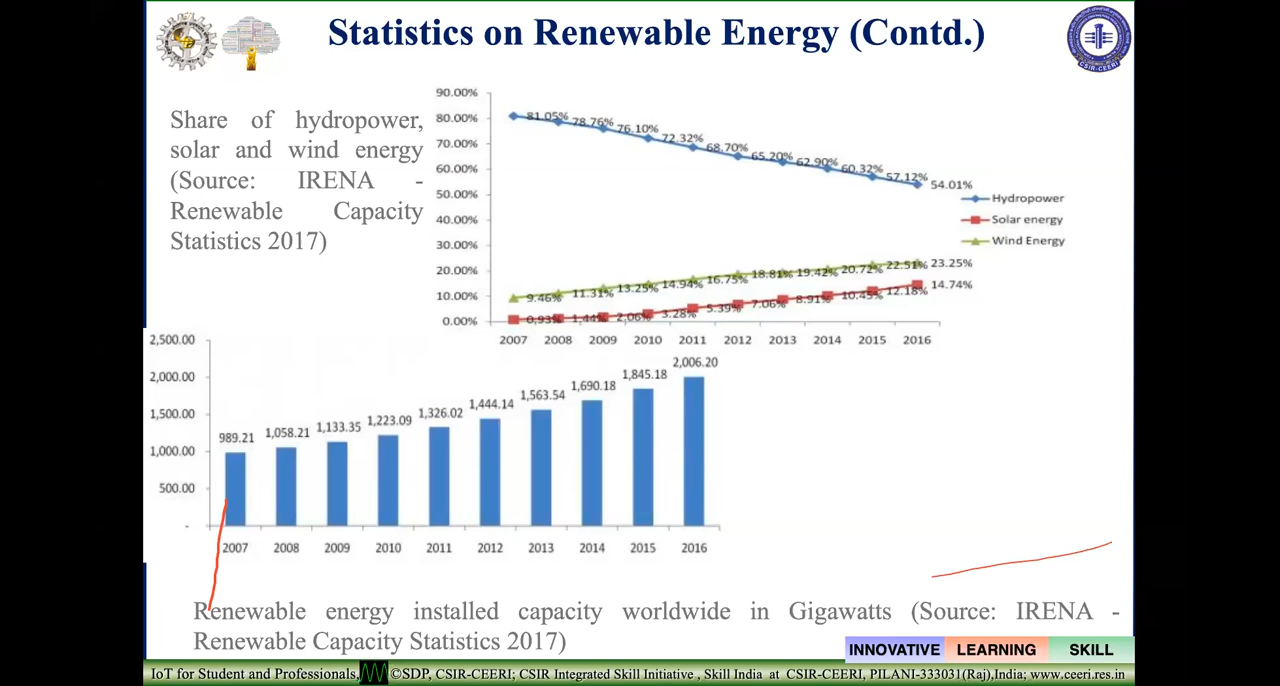 Statistics on Renewable Energy (Contd.)
CSIR-CEERI
Share of hydropower,
solar and wind energy
(Source: IRENA -
Renewable Capacity
Statistics 2017)
90.00%
80.00%
70.00%
60.00%
50.00%
40.00%
30.00%
20.00%
10.00%
0.00%
81.05% 78.76% 76.10% 72.32% 68.70% 65.20% 62.90% 60.32% 57.12% 54.01%
9.46% 11.31% 13.25% 14.94% 16.75% 18.81% 19.42% 20.72% 22.51% 23.25%
0.93% 1.44% 2.06% 3.28% 5.39% 7.06% 8.91% 10.45% 12.18% 14.74%
2007 2008 2009 2010 2011 2012 2013 2014 2015 2016
Hydropower
Solar energy
Wind Energy
2,500.00
2,000.00
1,500.00
1,000.00
500.00
-
989.21 1,058.21 1,133.35 1,223.09 1,326.02 1,444.14 1,563.54 1,690.18 1,845.18 2,006.20
2007 2008 2009 2010 2011 2012 2013 2014 2015 2016
Renewable energy installed capacity worldwide in Gigawatts (Source: IRENA -
Renewable Capacity Statistics 2017)
INNOVATIVE LEARNING SKILL
IoT for Student and Professionals, ©SDP, CSIR-CEERI; CSIR Integrated Skill Initiative , Skill India at CSIR-CEERI, PILANI-333031(Raj),India; www.ceeri.res.in